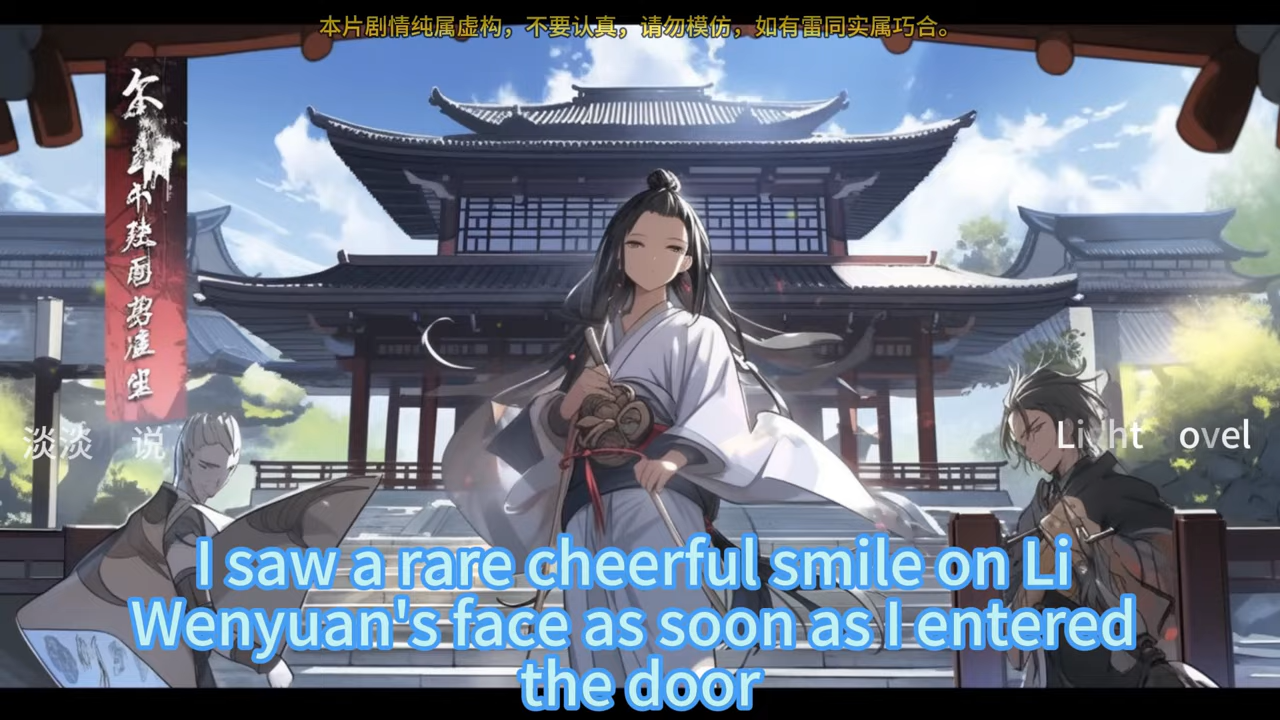 本片剧情纯属虚构，不要认真，请勿模仿，如有雷同实属巧合。
淡淡 说
Light ovel
I saw a rare cheerful smile on Li
Wenyuan's face as soon as I entered
the door